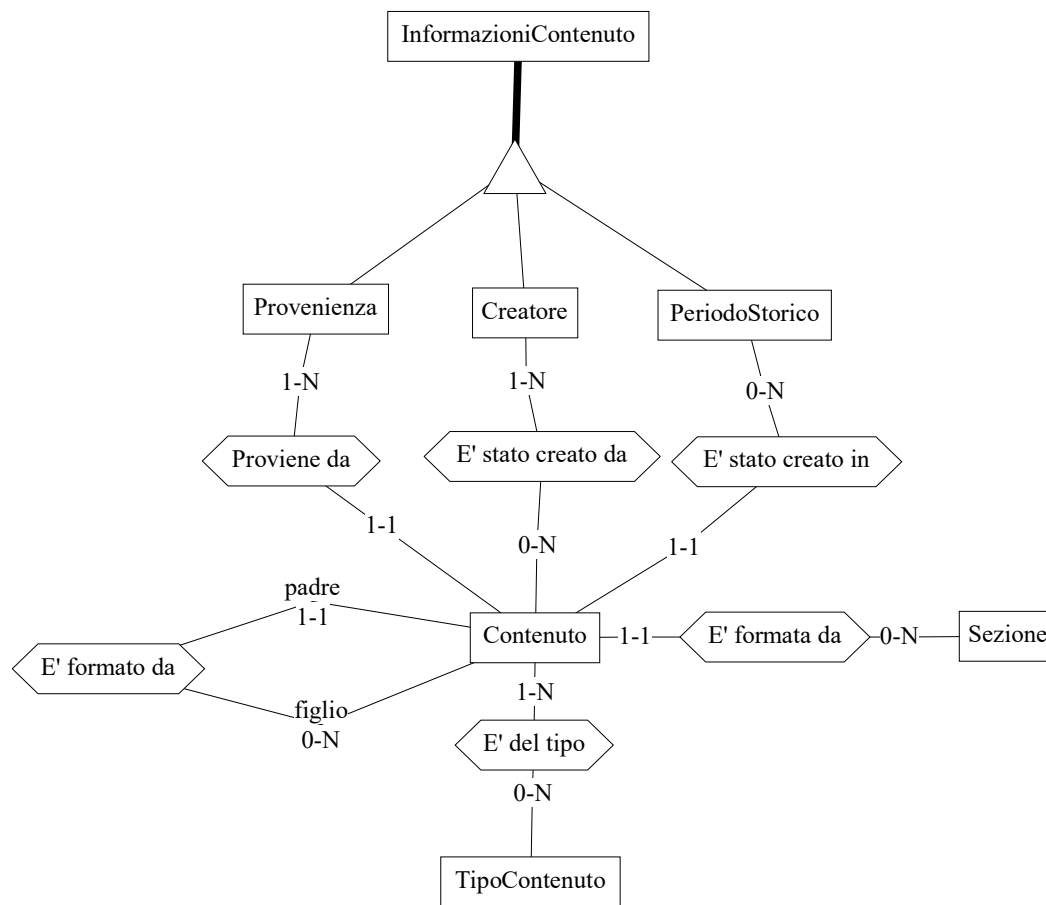 InformazioniContenuto
Provenienza
Creatore
PeriodoStorico
1-N
1-N
0-N
Proviene da
E' stato creato da
E' stato creato in
1-1
0-N
1-1
padre
1-1
Contenuto
1-1
E' formata da
0-N
Sezione
E' formato da
figlio
0-N
1-N
E' del tipo
0-N
TipoContenuto